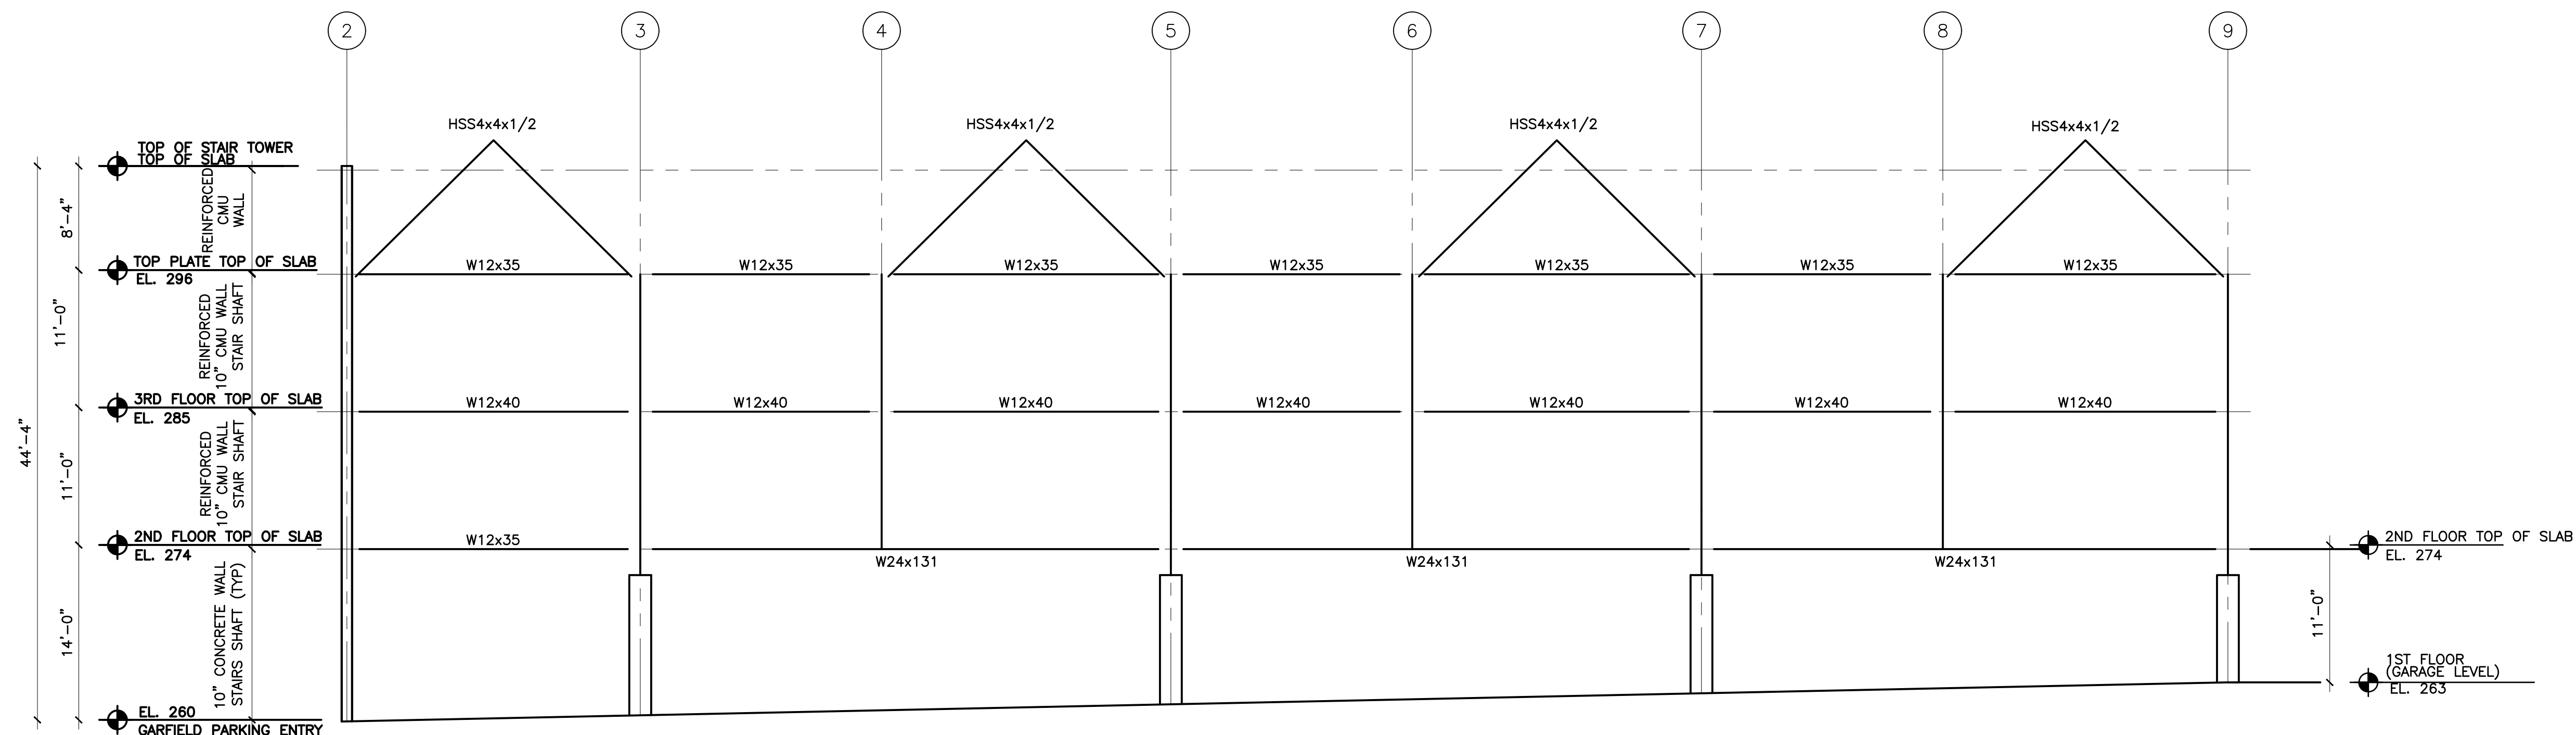 2
3
4
5
6
7
8
9
HSS4x4x1/2
HSS4x4x1/2
HSS4x4x1/2
HSS4x4x1/2
TOP OF STAIR TOWER
TOP OF SLAB
REINFORCED
CMU
WALL
8'-4"
TOP PLATE TOP OF SLAB
EL. 296
W12x35
W12x35
W12x35
W12x35
W12x35
W12x35
W12x35
REINFORCED
10" CMU WALL
STAIR SHAFT
11'-0"
3RD FLOOR TOP OF SLAB
EL. 285
W12x40
W12x40
W12x40
W12x40
W12x40
W12x40
W12x40
44'-4"
REINFORCED
10" CMU WALL
STAIR SHAFT
11'-0"
2ND FLOOR TOP OF SLAB
EL. 274
W12x35
W24x131
W24x131
W24x131
2ND FLOOR TOP OF SLAB
EL. 274
10" CONCRETE WALL
STAIRS SHAFT (TYP)
14'-0"
11'-0"
1ST FLOOR
(GARAGE LEVEL)
EL. 263
EL. 260
GARFIELD PARKING ENTRY